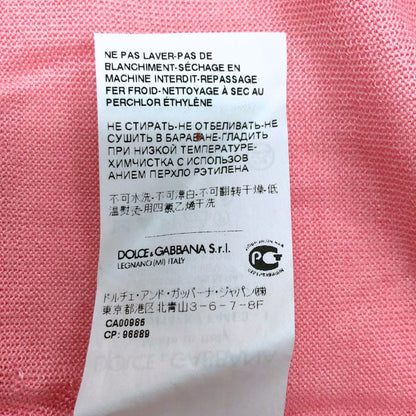 NE PAS LAVER-PAS DE
BLANCHIMENT-SÉCHAGE EN
MACHINE INTERDIT-REPASSAGE
FER FROID-NETTOYAGE À SEC AU
PERCHLOR ÉTHYLÈNE
НЕ СТИРАТЬ-НЕ ОТБЕЛИВАТЬ-НЕ
СУШИТЬ В БАРАБАНЕ-ГЛАДИТЬ
ПРИ НИЗКОЙ ТЕМПЕРАТУРЕ-
ХИМЧИСТКА С ИСПОЛЬЗОВ
АНИЕМ ПЕРХЛО РЭТИЛЕНА
不可水洗-不可漂白-不可翻转干燥-低
温熨烫-用四氯乙烯干洗
DOLCE&GABBANA S.r.l.
LEGNANO (MI) ITALY
ドルチェ・アンド・ガッバーナ・ジャパン㈱
東京都港区北青山3-6-7-8F
CA00985
CP: 96889